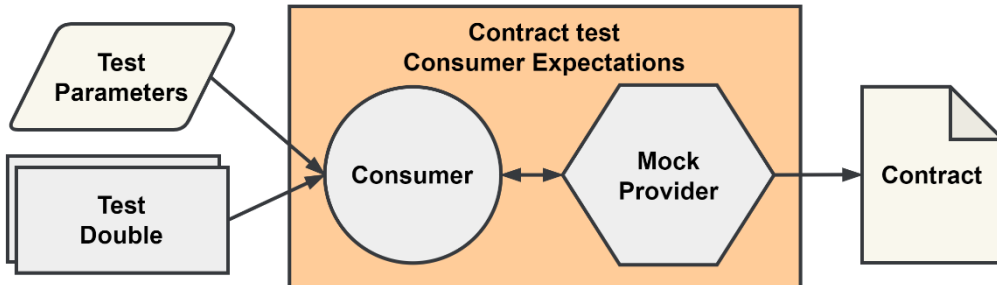 Contract test
Consumer Expectations
Test
Parameters
Test
Double
Consumer
Mock
Provider
Contract